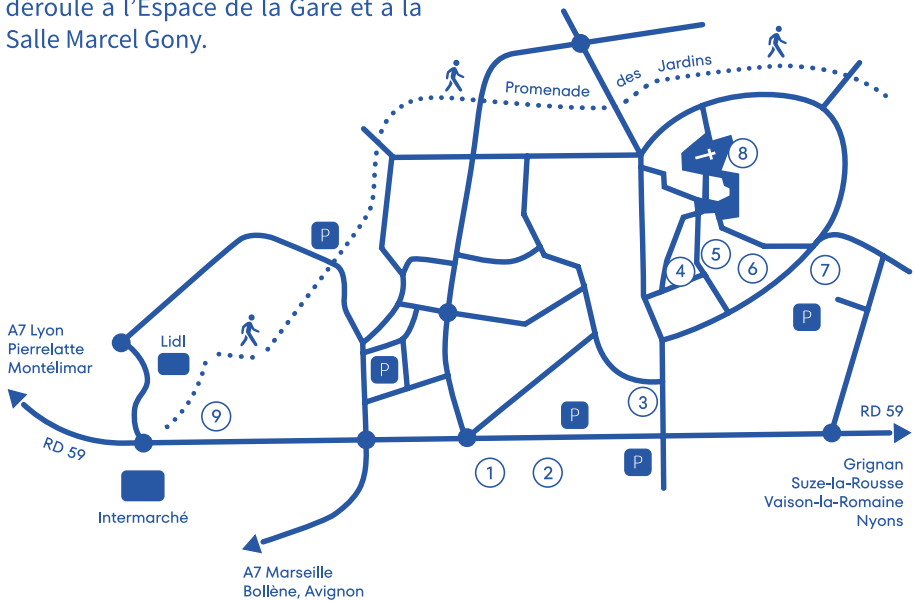 déroule à l'Espace de la Gare et à la
Salle Marcel Gony.
Promenade des Jardins
8
P
5
4
6
7
P
A7 Lyon
Pierrelatte
Montélimar
Lidl
P
9
3
P
RD 59
RD 59
P
1
2
Grignan
Suze-la-Rousse
Vaison-la-Romaine
Nyons
Intermarché
A7 Marseille
Bollène, Avignon